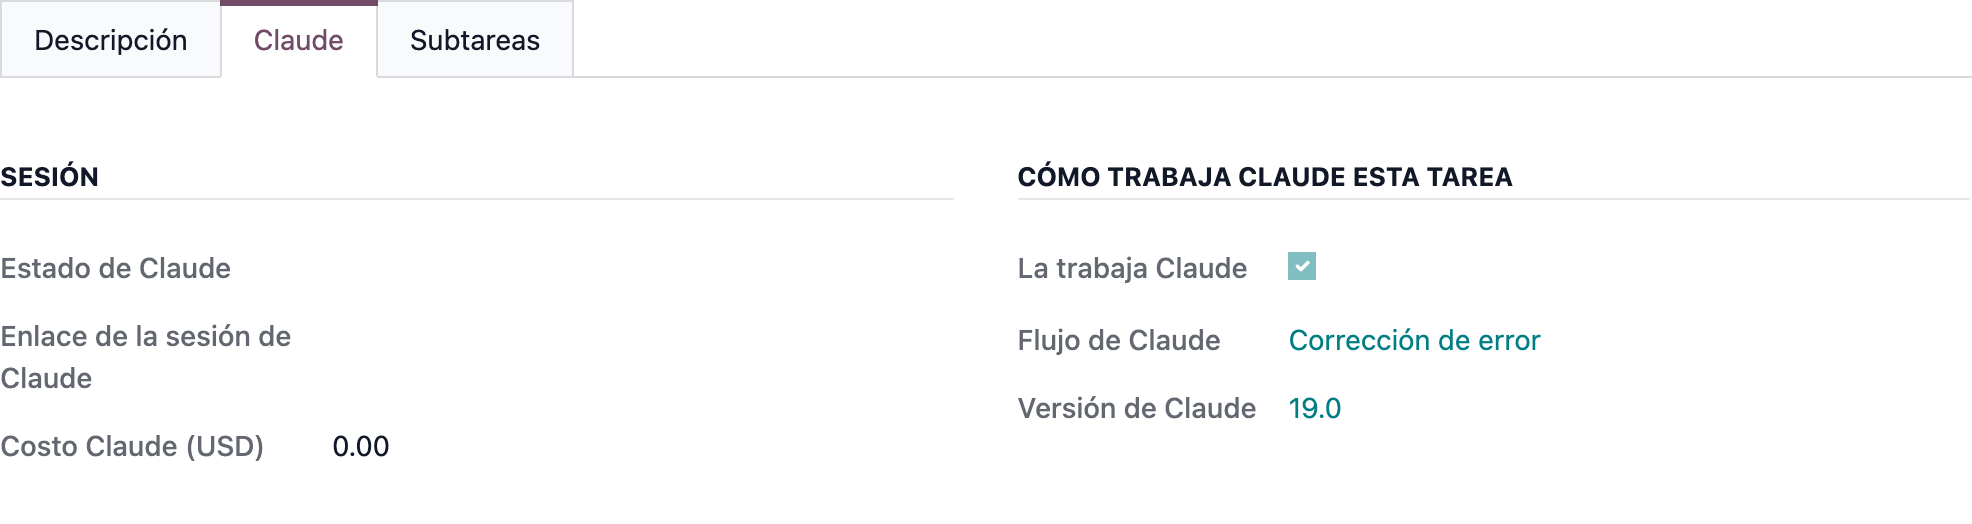 Descripción
Claude
Subtareas
SESIÓN
Estado de Claude
Enlace de la sesión de
Claude
Costo Claude (USD) 0.00
CÓMO TRABAJA CLAUDE ESTA TAREA
La trabaja Claude
Flujo de Claude Corrección de error
Versión de Claude 19.0